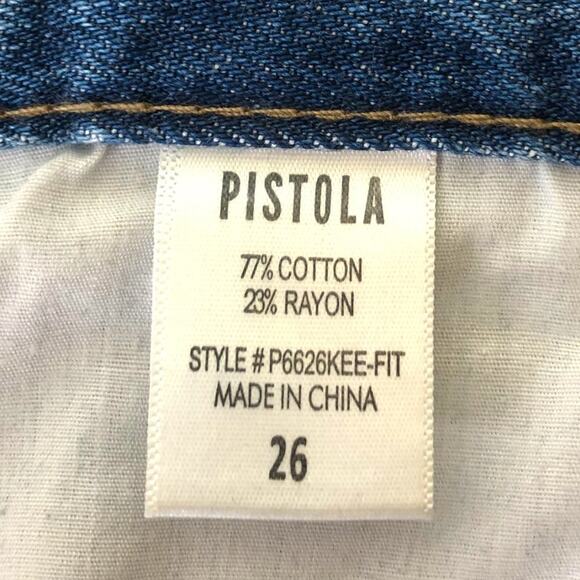 PISTOLA
77% COTTON
23% RAYON
STYLE # P6626KEE-FIT
MADE IN CHINA
26